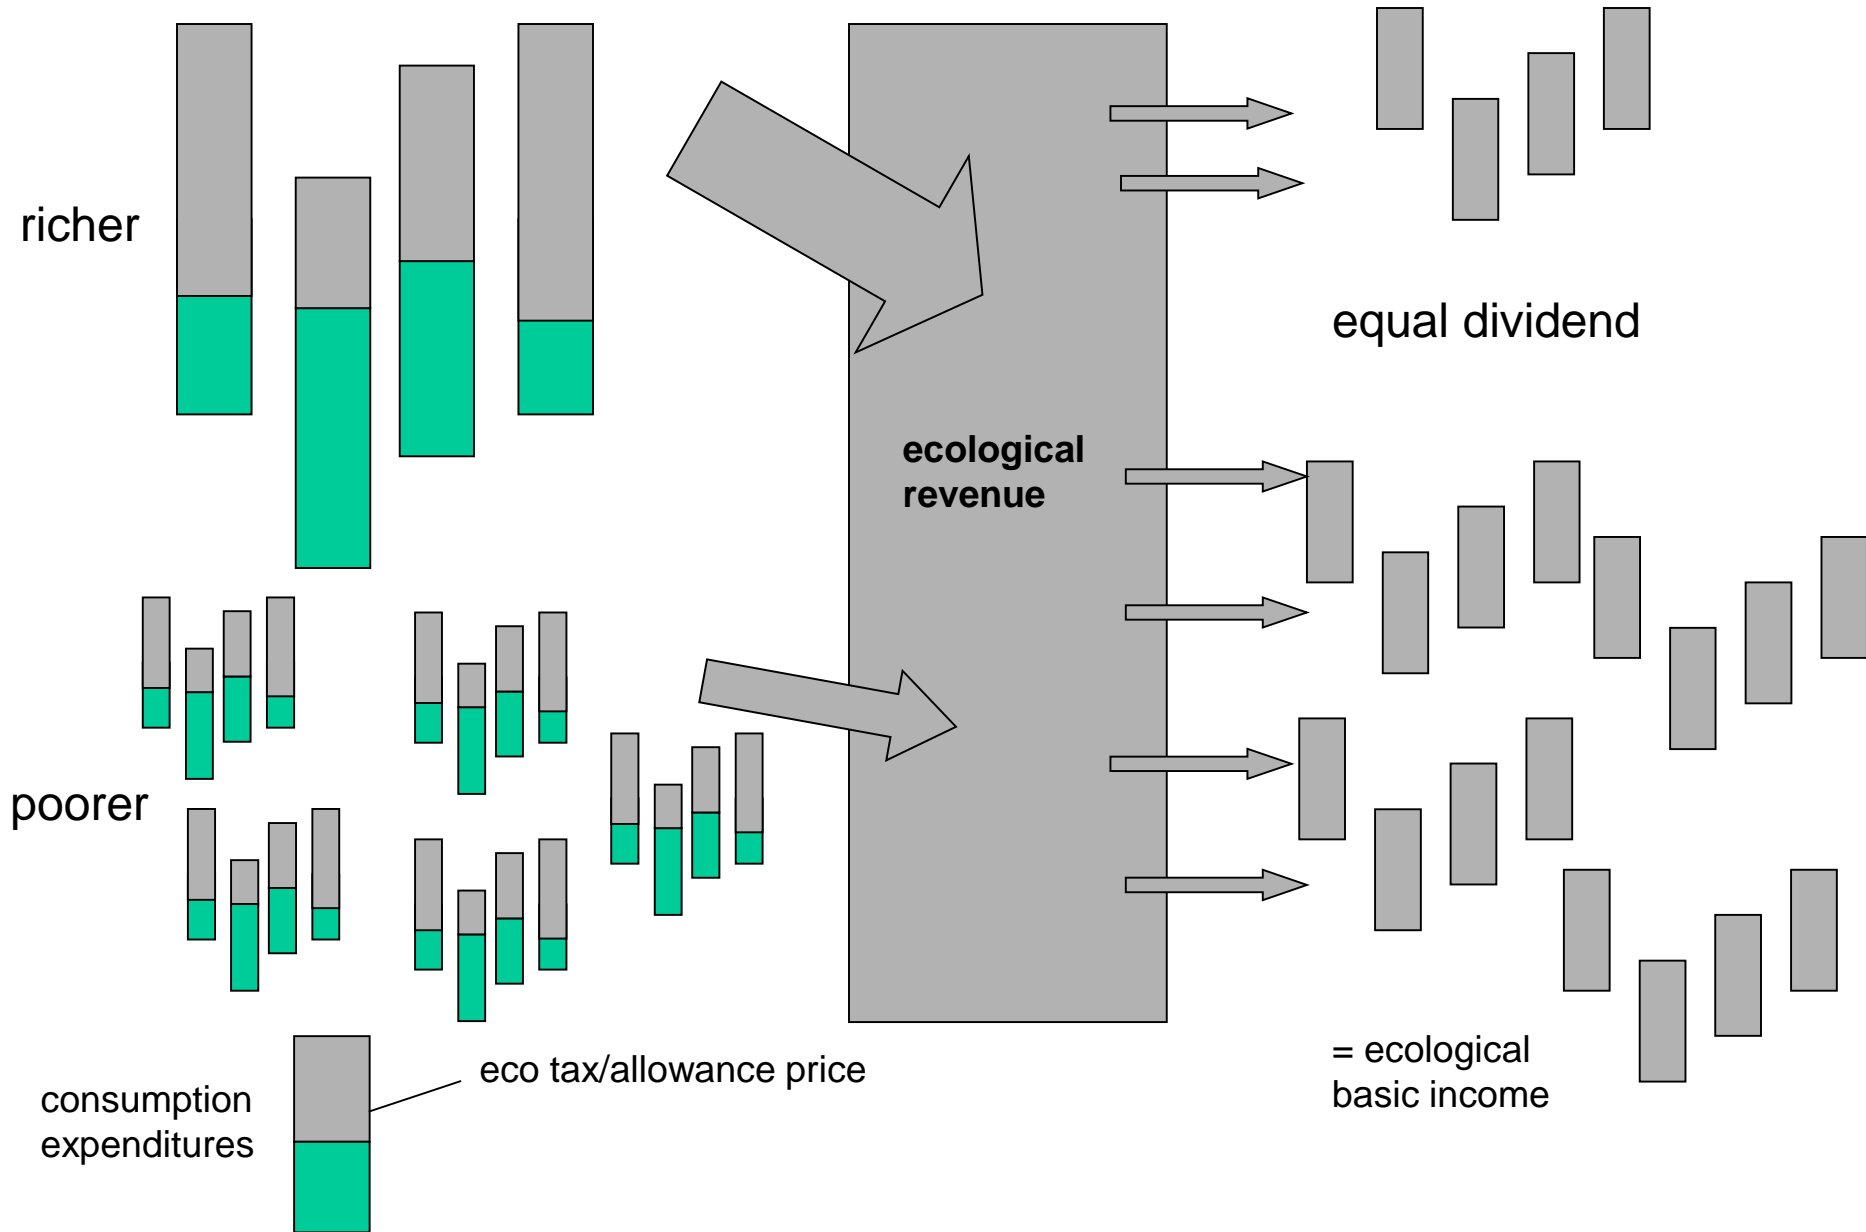 richer
equal dividend
ecological
revenue
poorer
eco tax/allowance price
consumption
expenditures
= ecological
basic income